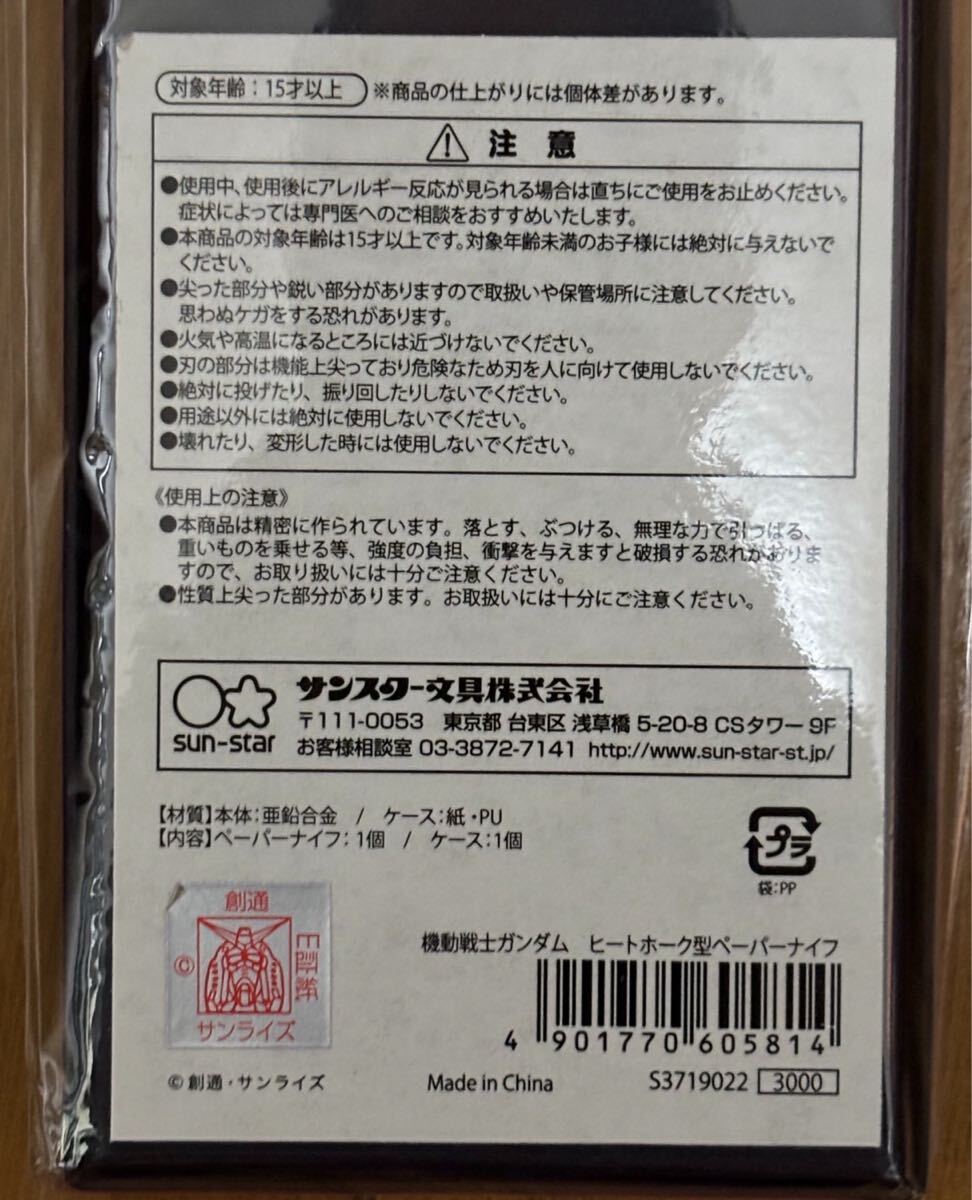 対象年齢：15才以上 ※商品の仕上がりには個体差があります。
注 意
●使用中、使用後にアレルギー反応が見られる場合は直ちにご使用をお止めください。
症状によっては専門医へのご相談をおすすめいたします。
●本商品の対象年齢は15才以上です。対象年齢未満のお子様には絶対に与えないで
ください。
●尖った部分や鋭い部分がありますので取扱いや保管場所に注意してください。
思わぬケガをする恐れがあります。
●火気や高温になるところには近づけないでください。
●刃の部分は機能上尖っており危険なため刃を人に向けて使用しないでください。
●絶対に投げたり、振り回したりしないでください。
●用途以外には絶対に使用しないでください。
●壊れたり、変形した時には使用しないでください。
《使用上の注意》
●本商品は精密に作られています。落とす、ぶつける、無理な力で引っぱる、
重いものを乗せる等、強度の負担、衝撃を与えますと破損する恐れがありま
すので、お取り扱いには十分ご注意ください。
●性質上尖った部分があります。お取扱いには十分にご注意ください。
サンスター文具株式会社
〒111-0053 東京都 台東区 浅草橋 5-20-8 CSタワー 9F
sun-star
お客様相談室 03-3872-7141 http://www.sun-star-st.jp/
【材質】本体：亜鉛合金 / ケース：紙・PU
【内容】ペーパーナイフ：1個 / ケース：1個
プラ
袋：PP
創通
©
サンライズ
機動戦士ガンダム ヒートホーク型ペーパーナイフ
4 901770 605814
©創通・サンライズ
Made in China
S3719022 3000